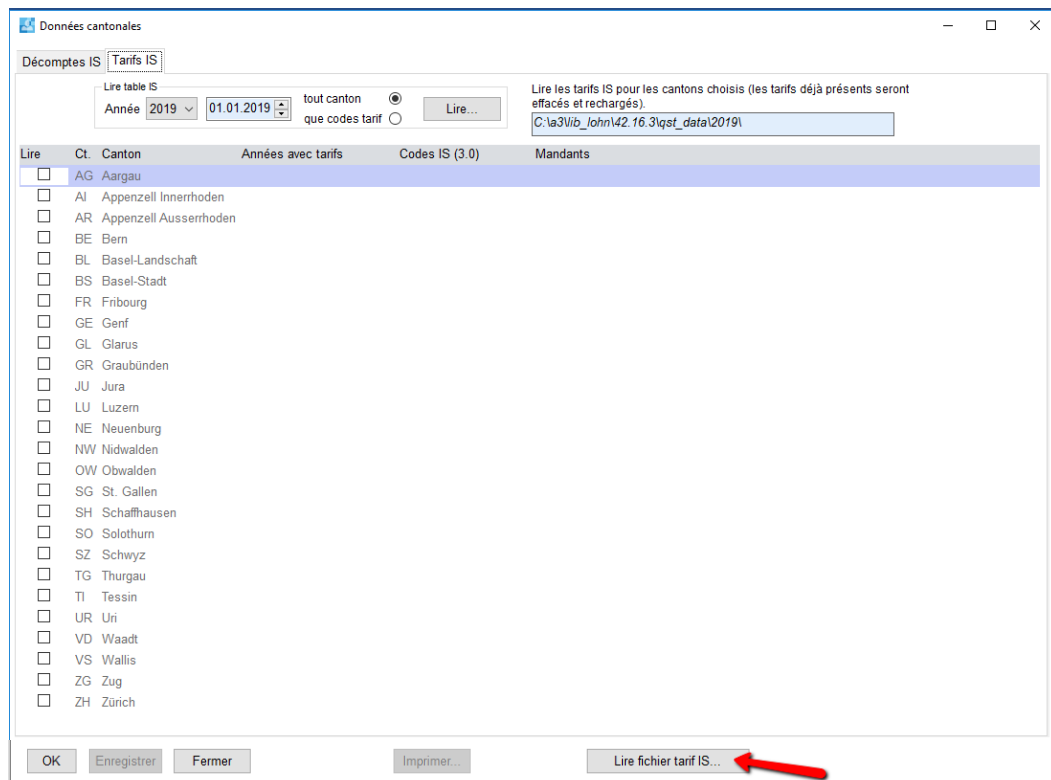 Données cantonales
Décomptes IS Tarifs IS
Lire table IS
Année 2019 01.01.2019 tout canton
que codes tarif
Lire...
Lire les tarifs IS pour les cantons choisis (les tarifs déjà présents seront
effacés et rechargés).
C:\a3\lib_lohn\42.16.3\qst_data\2019\
Lire Ct. Canton Années avec tarifs Codes IS (3.0) Mandants
AG Aargau
AI Appenzell Innerrhoden
AR Appenzell Ausserrhoden
BE Bern
BL Basel-Landschaft
BS Basel-Stadt
FR Fribourg
GE Genf
GL Glarus
GR Graubünden
JU Jura
LU Luzern
NE Neuenburg
NW Nidwalden
OW Obwalden
SG St. Gallen
SH Schaffhausen
SO Solothurn
SZ Schwyz
TG Thurgau
TI Tessin
UR Uri
VD Waadt
VS Wallis
ZG Zug
ZH Zürich
OK Enregistrer Fermer Imprimer... Lire fichier tarif IS...